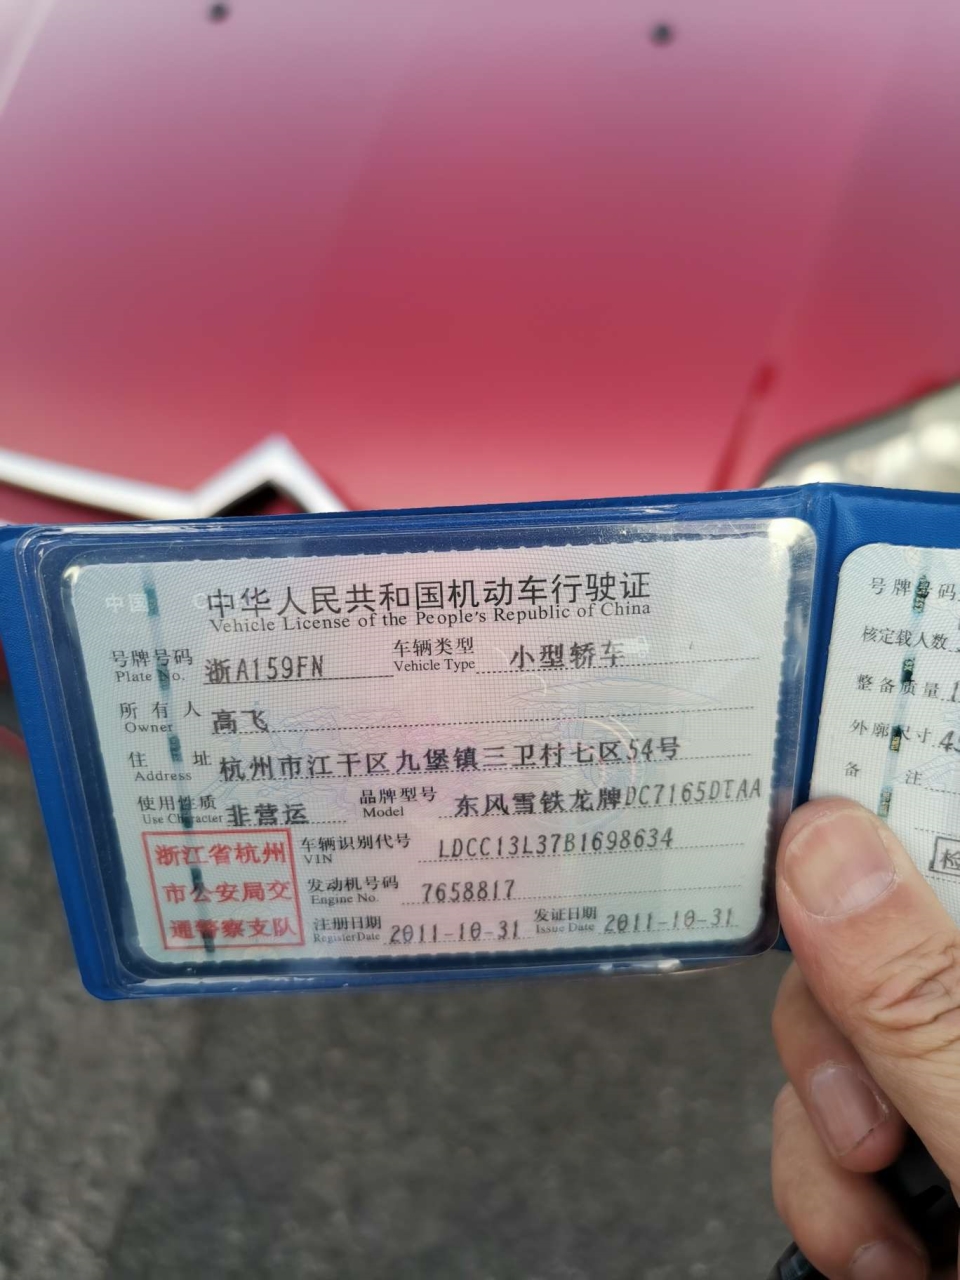 中国
中华人民共和国机动车行驶证
Vehicle License of the People's Republic of China
号牌号码 浙A159FN 车辆类型 小型轿车
Plate No. Vehicle Type
所有人 高飞
Owner
住址 杭州市江干区九堡镇三卫村七区54号
Address
使用性质 非营运 品牌型号 东风雪铁龙牌DC7165DTAA
Use Character Model
浙江省杭州
市公安局交
通警察支队
车辆识别代号 LDCC13L37B1698634
VIN
发动机号码 7658817
Engine No.
注册日期 2011-10-31 发证日期 2011-10-31
Register Date Issue Date
号牌号码
核定载人数
整备质量
外廓尺寸
备注
检